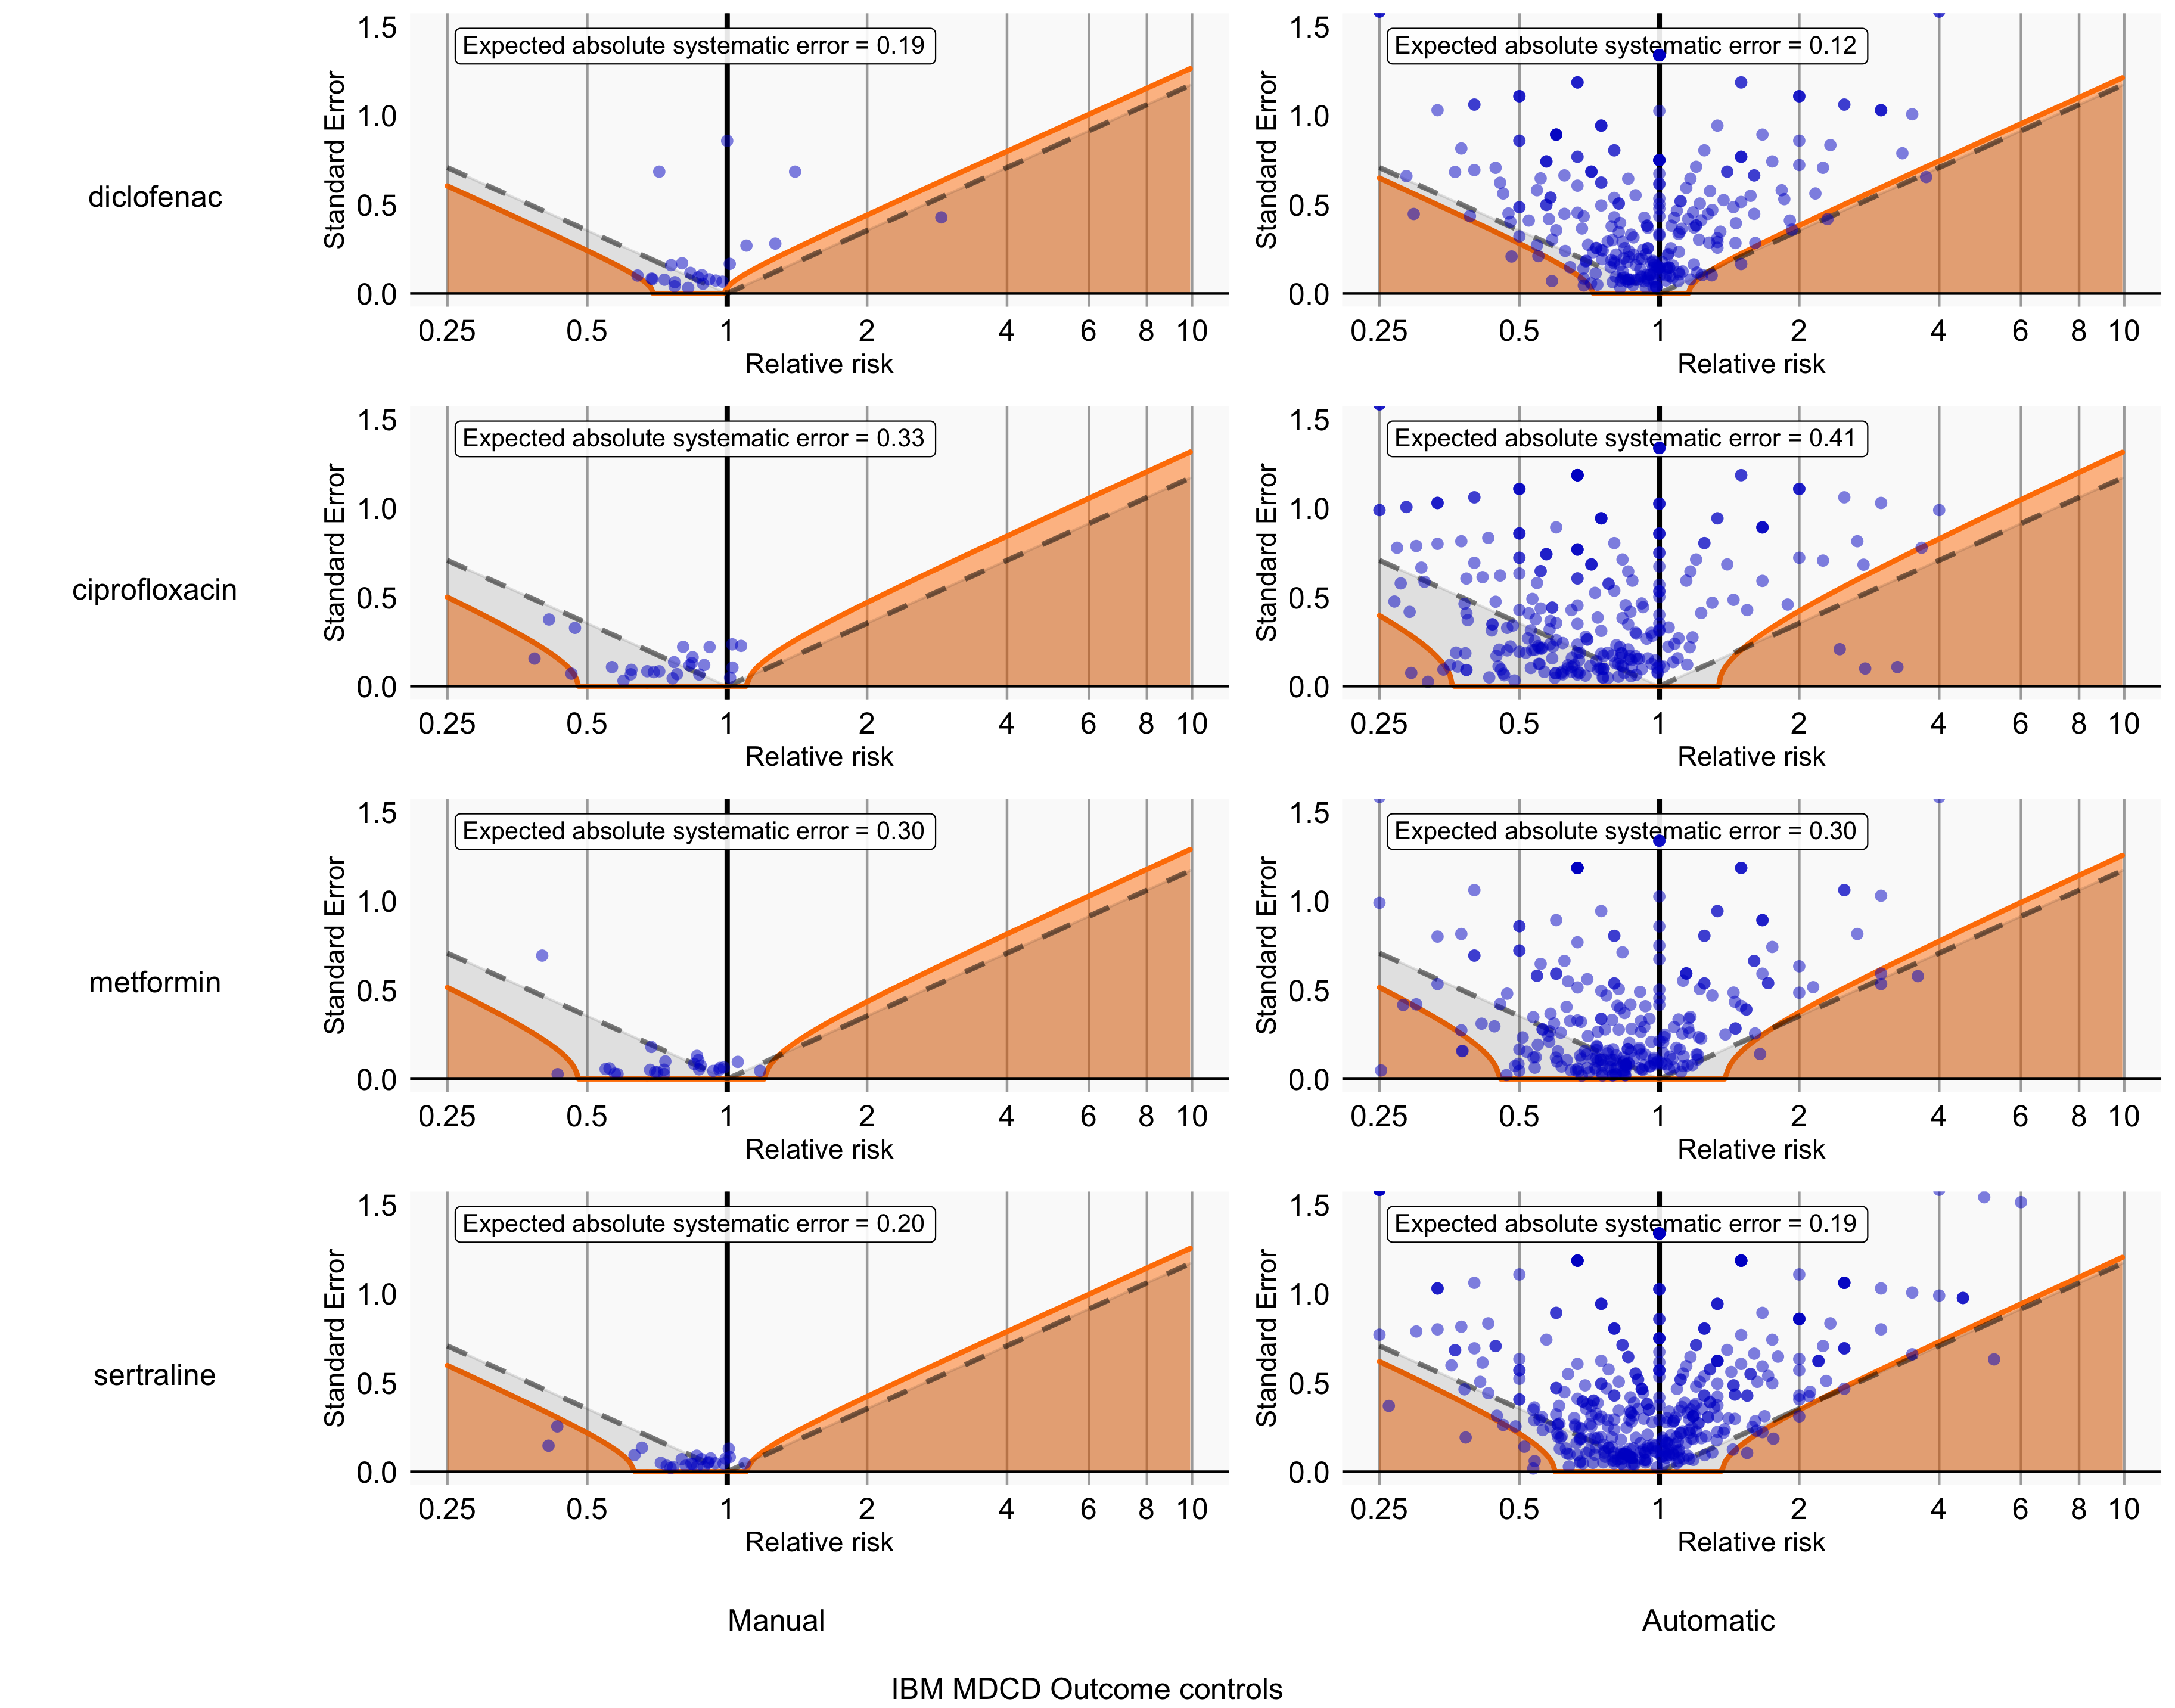 Expected absolute systematic error = 0.19
Expected absolute systematic error = 0.12
diclofenac
Standard Error
1.5
1.0
0.5
0.0
0.25 0.5 1 2 4 6 8 10
Relative risk
Standard Error
1.5
1.0
0.5
0.0
0.25 0.5 1 2 4 6 8 10
Relative risk
Expected absolute systematic error = 0.33
Expected absolute systematic error = 0.41
ciprofloxacin
Standard Error
1.5
1.0
0.5
0.0
0.25 0.5 1 2 4 6 8 10
Relative risk
Standard Error
1.5
1.0
0.5
0.0
0.25 0.5 1 2 4 6 8 10
Relative risk
Expected absolute systematic error = 0.30
Expected absolute systematic error = 0.30
metformin
Standard Error
1.5
1.0
0.5
0.0
0.25 0.5 1 2 4 6 8 10
Relative risk
Standard Error
1.5
1.0
0.5
0.0
0.25 0.5 1 2 4 6 8 10
Relative risk
Expected absolute systematic error = 0.20
Expected absolute systematic error = 0.19
sertraline
Standard Error
1.5
1.0
0.5
0.0
0.25 0.5 1 2 4 6 8 10
Relative risk
Standard Error
1.5
1.0
0.5
0.0
0.25 0.5 1 2 4 6 8 10
Relative risk
Manual
Automatic
IBM MDCD Outcome controls